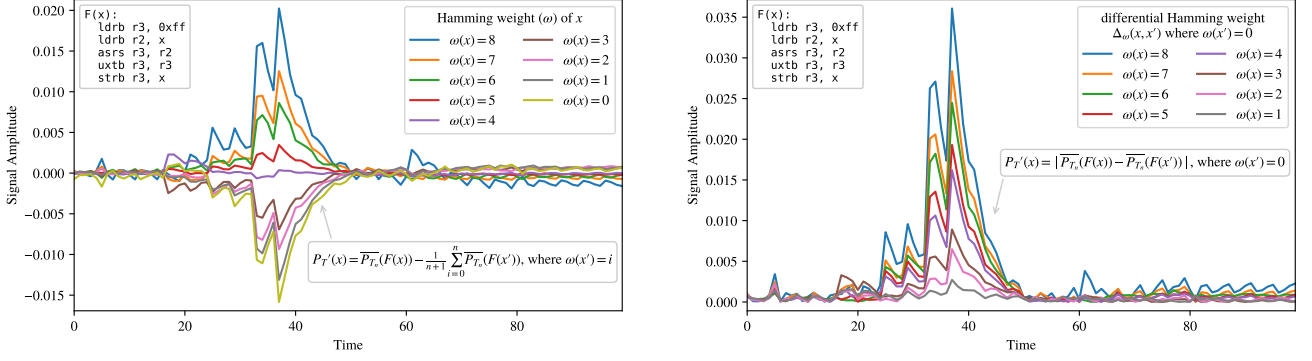 F(x):
ldrb r3, 0xff
ldrb r2, x
asrs r3, r2
uxtb r3, r3
strb r3, x
Hamming weight (ω) of x
ω(x) = 8
ω(x) = 7
ω(x) = 6
ω(x) = 5
ω(x) = 4
ω(x) = 3
ω(x) = 2
ω(x) = 1
ω(x) = 0
P_T′(x) = \overline{P_{T_n}}(F(x)) − \frac{1}{n+1} \sum_{i=0}^{n} \overline{P_{T_n}}(F(x′)), where ω(x′) = i
0.020
0.015
0.010
0.005
0.000
−0.005
−0.010
−0.015
Signal Amplitude
0 20 40 60 80
Time
F(x):
ldrb r3, 0xff
ldrb r2, x
asrs r3, r2
uxtb r3, r3
strb r3, x
differential Hamming weight
Δ_ω(x, x′) where ω(x′) = 0
ω(x) = 8
ω(x) = 7
ω(x) = 6
ω(x) = 5
ω(x) = 4
ω(x) = 3
ω(x) = 2
ω(x) = 1
P_T′(x) = |\overline{P_{T_n}}(F(x)) − \overline{P_{T_n}}(F(x′))|, where ω(x′) = 0
0.035
0.030
0.025
0.020
0.015
0.010
0.005
0.000
Signal Amplitude
0 20 40 60 80
Time